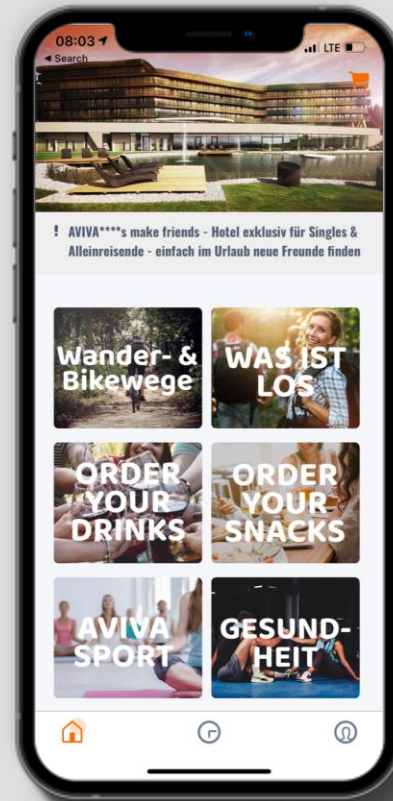 08:03
LTE
Search
! AVIVA****s make friends - Hotel exklusiv für Singles &
Alleinreisende - einfach im Urlaub neue Freunde finden
Wander- &
Bikewege
WAS IST
LOS
ORDER
YOUR
DRINKS
ORDER
YOUR
SNACKS
AVIVA
SPORT
GESUND-
HEIT